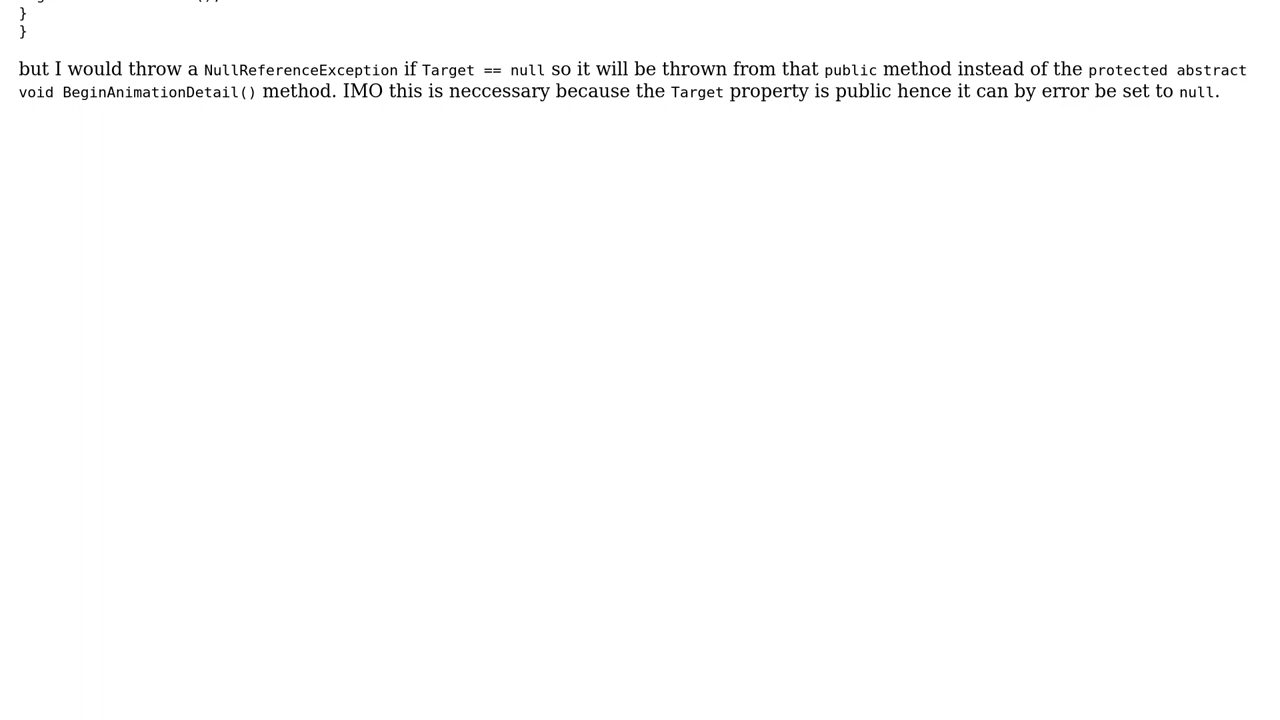 }
}
but I would throw a NullReferenceException if Target == null so it will be thrown from that public method instead of the protected abstract
void BeginAnimationDetail() method. IMO this is neccessary because the Target property is public hence it can by error be set to null.